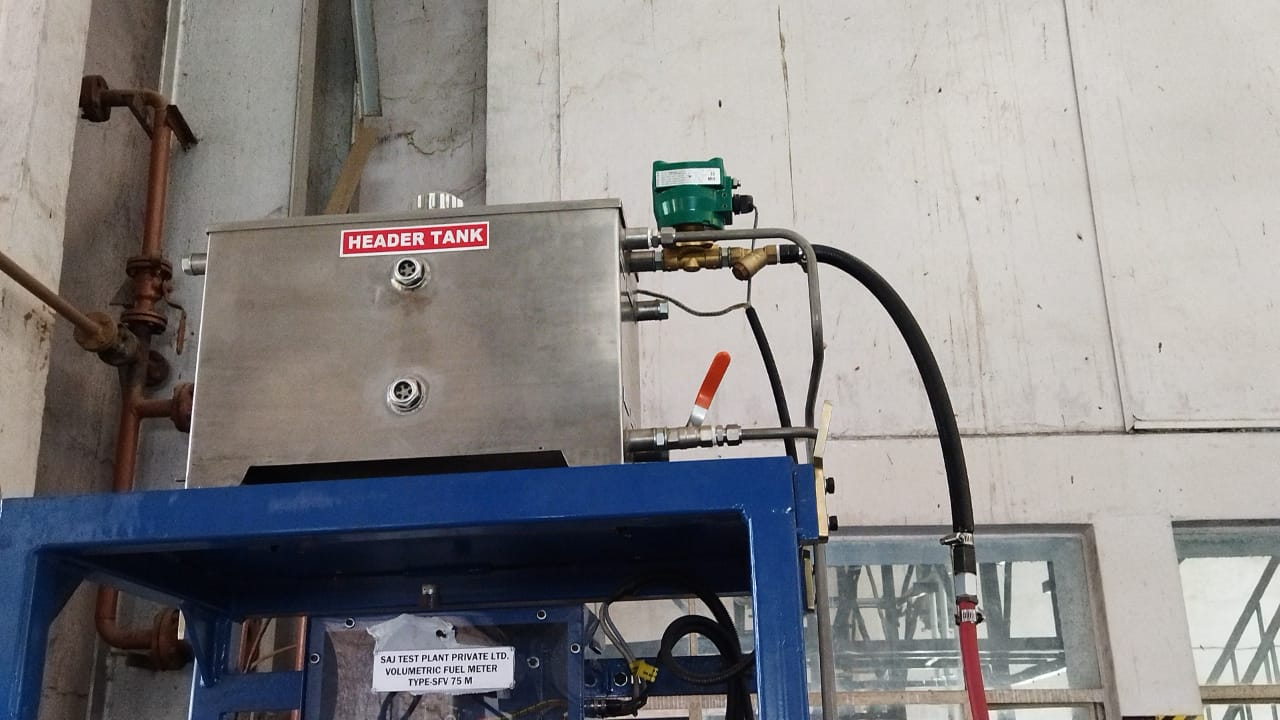 HEADER TANK
SAJ TEST PLANT PRIVATE LTD.
VOLUMETRIC FUEL METER
TYPE-SFV 75 M